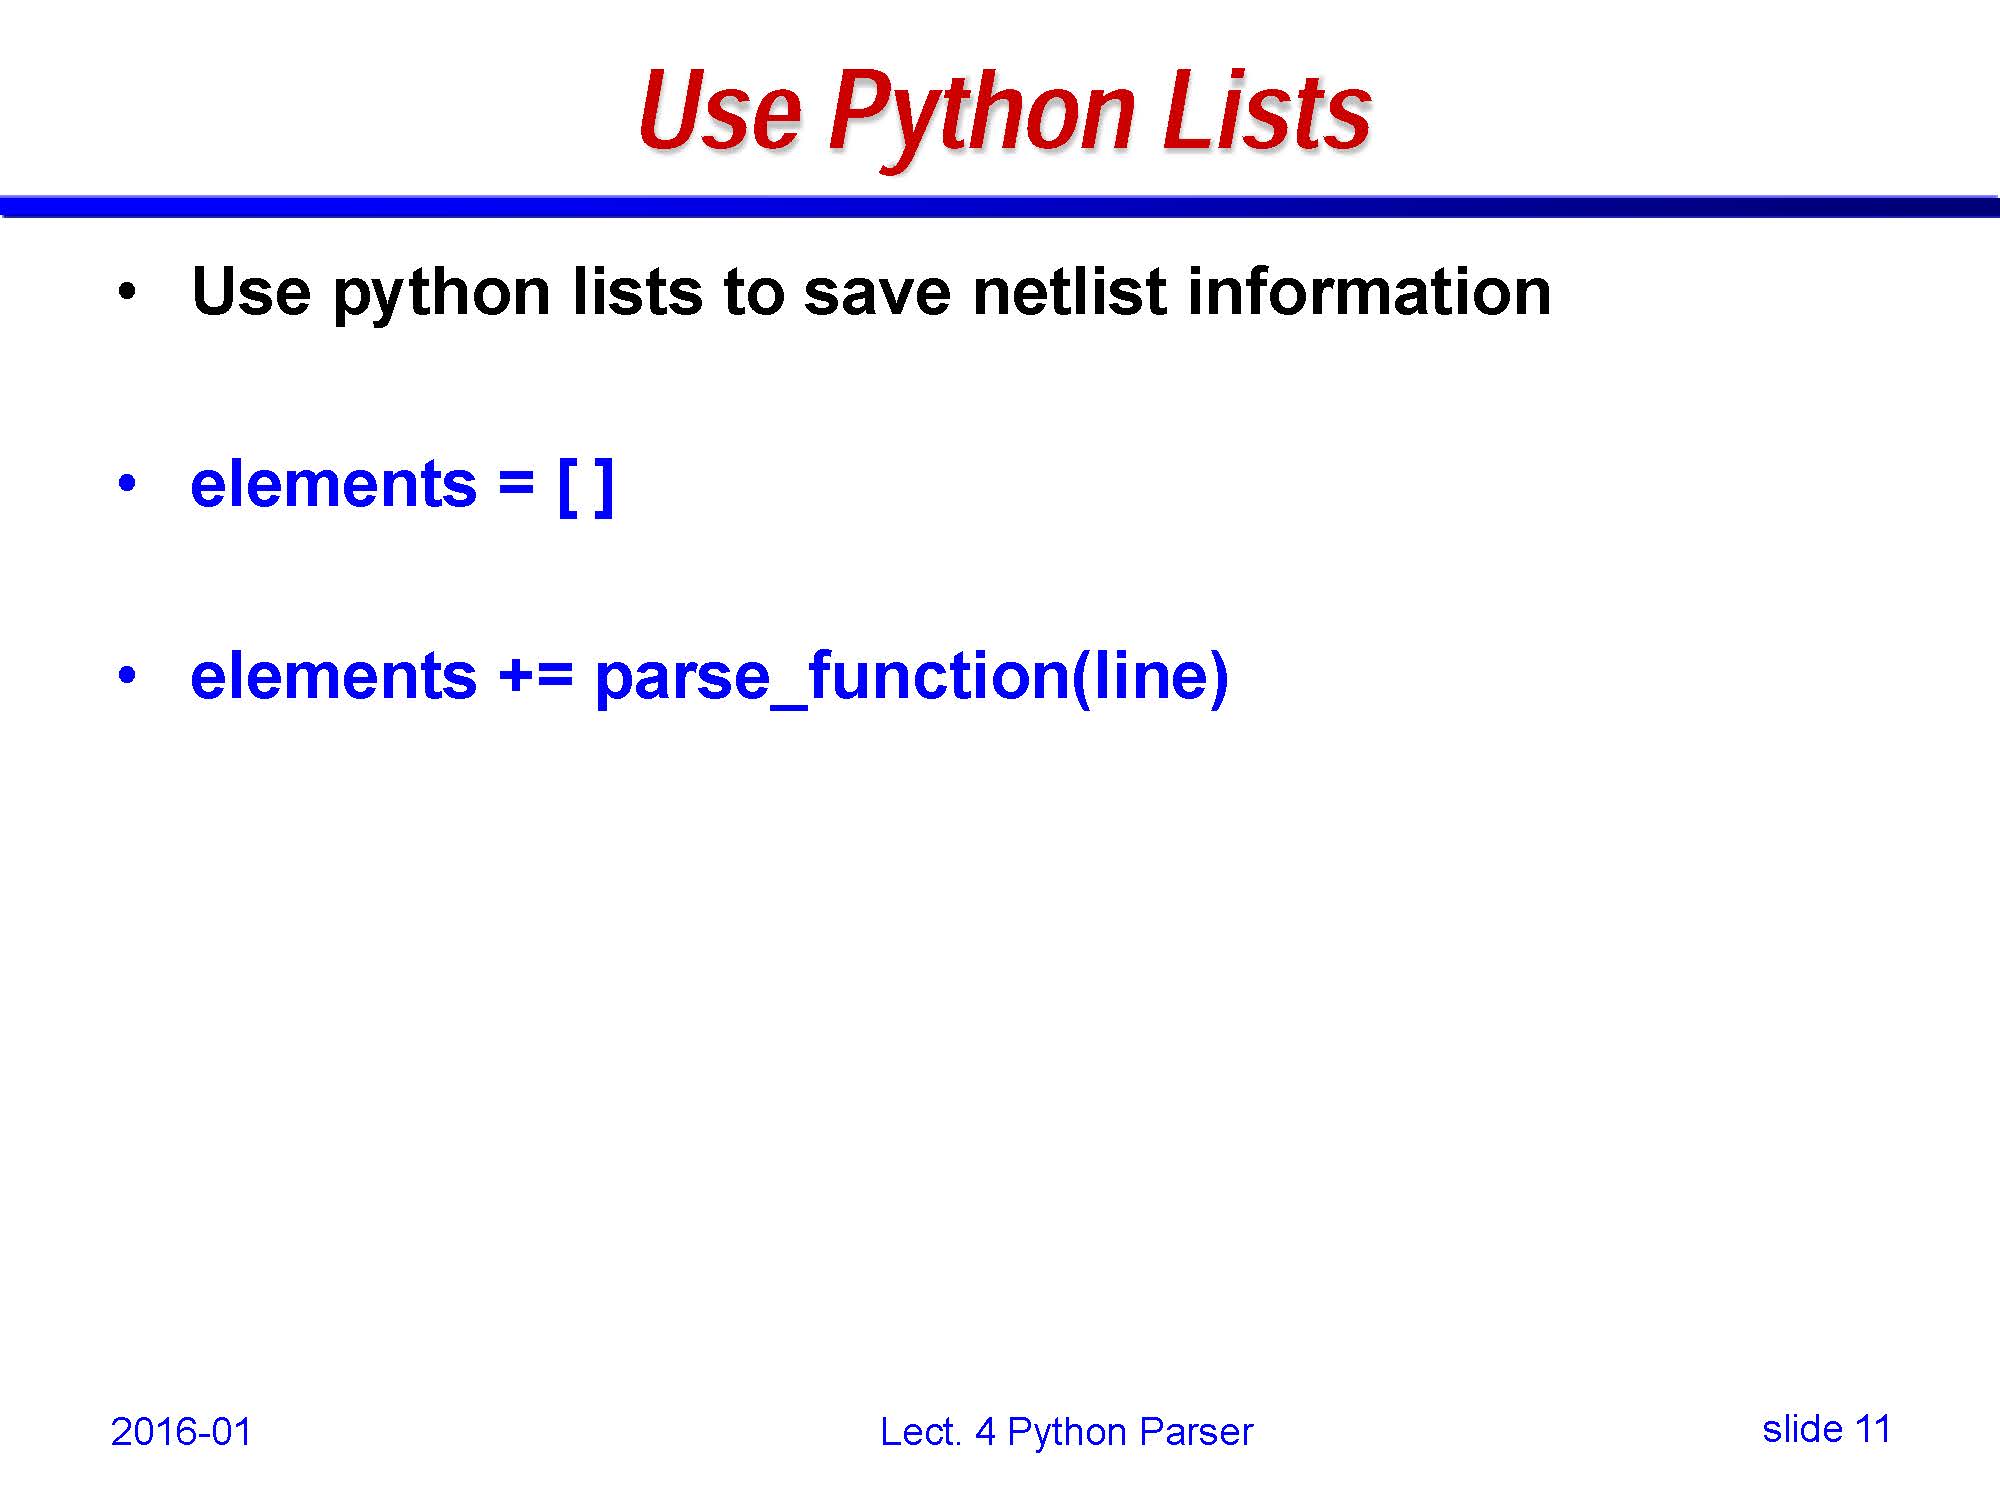 Use Python Lists
• Use python lists to save netlist information
• elements = [ ]
• elements += parse_function(line)
2016-01
Lect. 4 Python Parser
slide 11